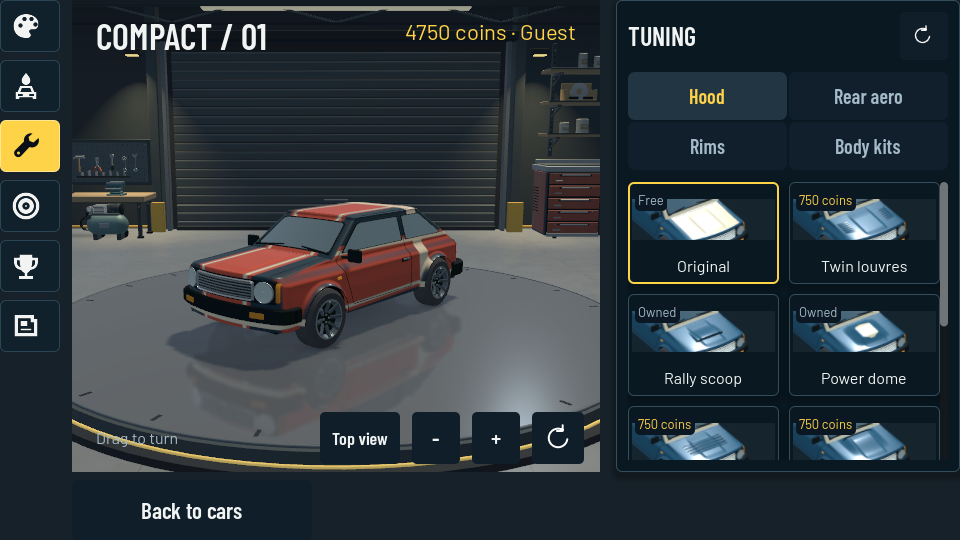 COMPACT / 01
4750 coins · Guest
Drag to turn
Top view
-
+
Back to cars
TUNING
Hood
Rear aero
Rims
Body kits
Free
Original
750 coins
Twin louvres
Owned
Rally scoop
Owned
Power dome
750 coins
750 coins